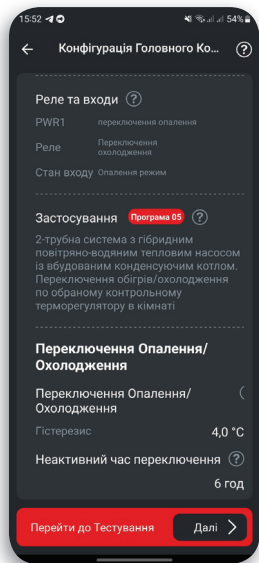 15:52
54%
Конфігурація Головного Ко...
Реле та входи ?
PWR1 переключення опалення
Реле Переключення
охолодження
Стан входу Опалення режим
Застосування Програма 05 ?
2-трубна система з гібридним
повітряно-водяним тепловим насосом
із вбудованим конденсуючим котлом.
Переключення обігрів/охолодження
по обраному контрольному
терморегулятору в кімнаті
Переключення Опалення/
Охолодження
Переключення Опалення/
Охолодження
Гістерезис 4,0 °C
Неактивний час переключення ?
6 год
Перейти до Тестування Далі